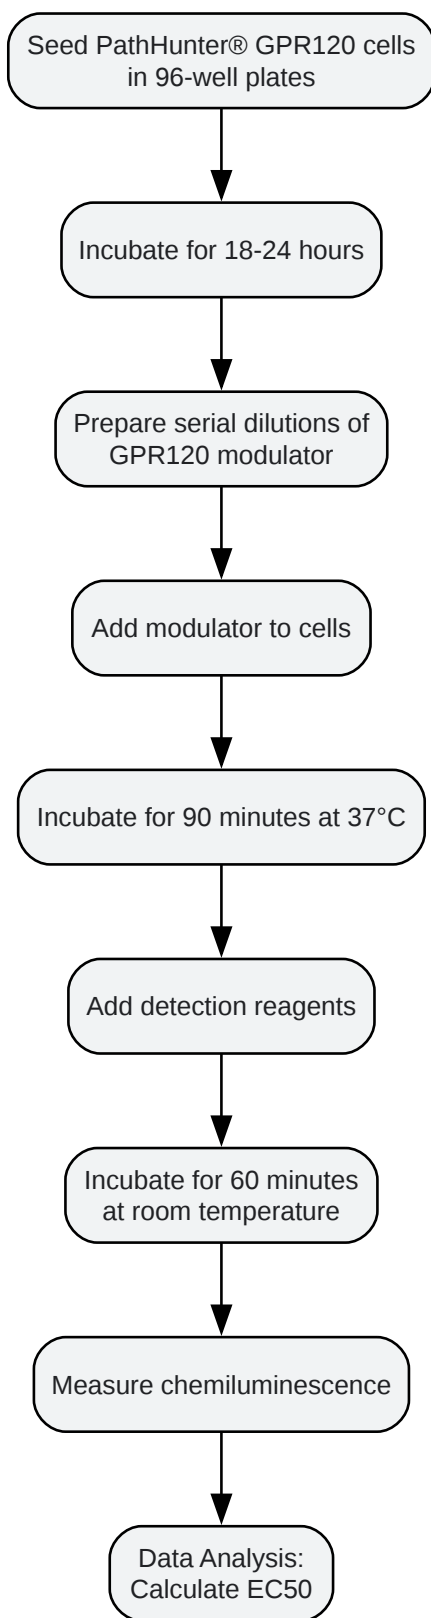 Seed PathHunter® GPR120 cells
in 96-well plates
Incubate for 18-24 hours
Prepare serial dilutions of
GPR120 modulator
Add modulator to cells
Incubate for 90 minutes at 37°C
Add detection reagents
Incubate for 60 minutes
at room temperature
Measure chemiluminescence
Data Analysis:
Calculate EC50